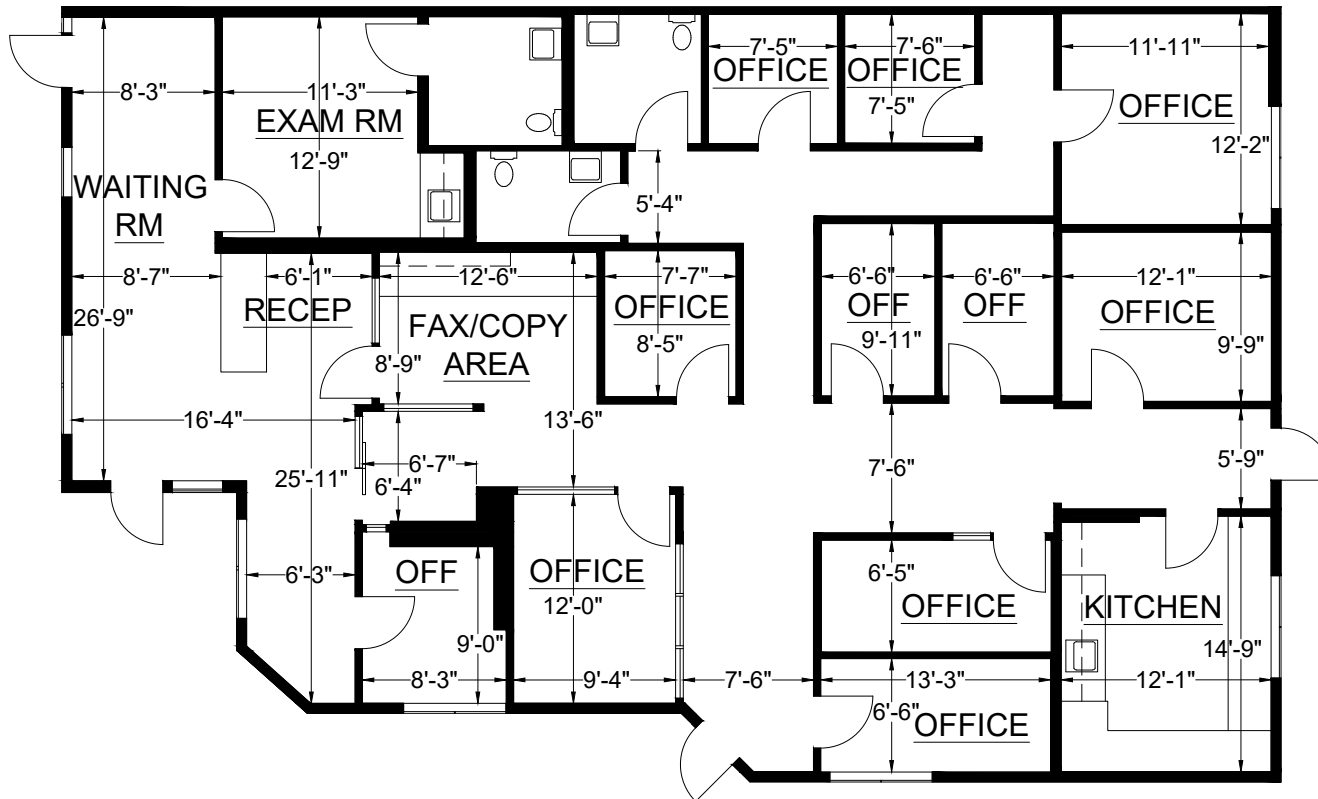 7'-5"
7'-6"
11'-11"
OFFICE
OFFICE
8'-3"
11'-3"
7'-5"
OFFICE
EXAM RM
12'-9"
12'-2"
WAITING
RM
5'-4"
8'-7"
6'-1"
12'-6"
7'-7"
6'-6"
6'-6"
12'-1"
26'-9"
RECEP
FAX/COPY
AREA
OFFICE
OFF
OFF
OFFICE
8'-9"
8'-5"
9'-11"
9'-9"
16'-4"
13'-6"
6'-7"
7'-6"
5'-9"
25'-11"
6'-4"
6'-3"
OFF
OFFICE
12'-0"
6'-5"
OFFICE
KITCHEN
9'-0"
14'-9"
8'-3"
9'-4"
7'-6"
13'-3"
12'-1"
6'-6"
OFFICE